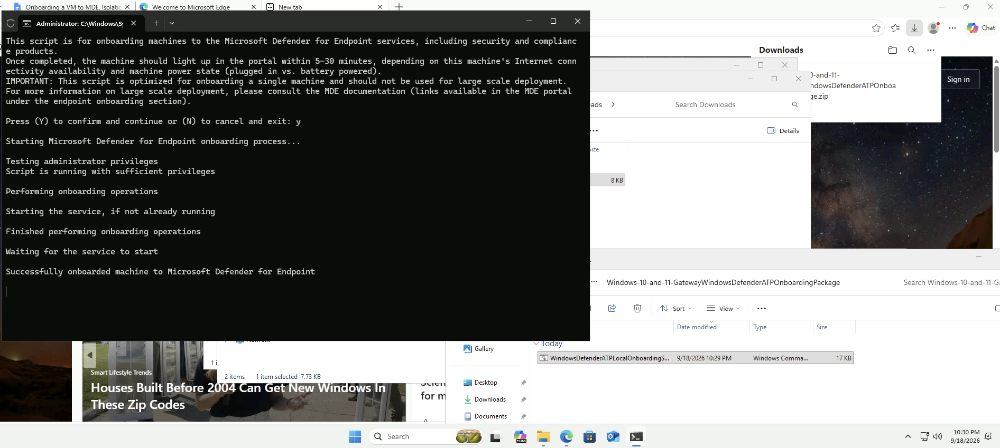 Onboarding a VM to MDE, Isolatio
Welcome to Microsoft Edge
New tab
Administrator: C:\Windows\Sy
Chat
This script is for onboarding machines to the Microsoft Defender for Endpoint services, including security and complianc
e products.
Once completed, the machine should light up in the portal within 5-30 minutes, depending on this machine's Internet conn
ectivity availability and machine power state (plugged in vs. battery powered).
IMPORTANT: This script is optimized for onboarding a single machine and should not be used for large scale deployment.
For more information on large scale deployment, please consult the MDE documentation (links available in the MDE portal
under the endpoint onboarding section).
Press (Y) to confirm and continue or (N) to cancel and exit: y
Starting Microsoft Defender for Endpoint onboarding process...
Testing administrator privileges
Script is running with sufficient privileges
Performing onboarding operations
Starting the service, if not already running
Finished performing onboarding operations
Waiting for the service to start
Successfully onboarded machine to Microsoft Defender for Endpoint
Downloads
0-and-11-
ndowsDefenderATPOnboa
ge.zip
Sign in
oads
Search Downloads
Details
Size
8 KB
Windows-10-and-11-GatewayWindowsDefenderATPOnboardingPackage
Search Windows-10-and-11-Ga
Sort
View
Date modified
Type
Size
Today
WindowsDefenderATPLocalOnboardingS...
9/18/2026 10:29 PM
Windows Comma...
17 KB
Gallery
Desktop
Downloads
Documents
Network
1 i
2 items
1 item selected 7.73 KB
Smart Lifestyle Trends
Houses Built Before 2004 Can Get New Windows In
These Zip Codes
Scien
for m
Search
M365
10:30 PM
9/18/2026